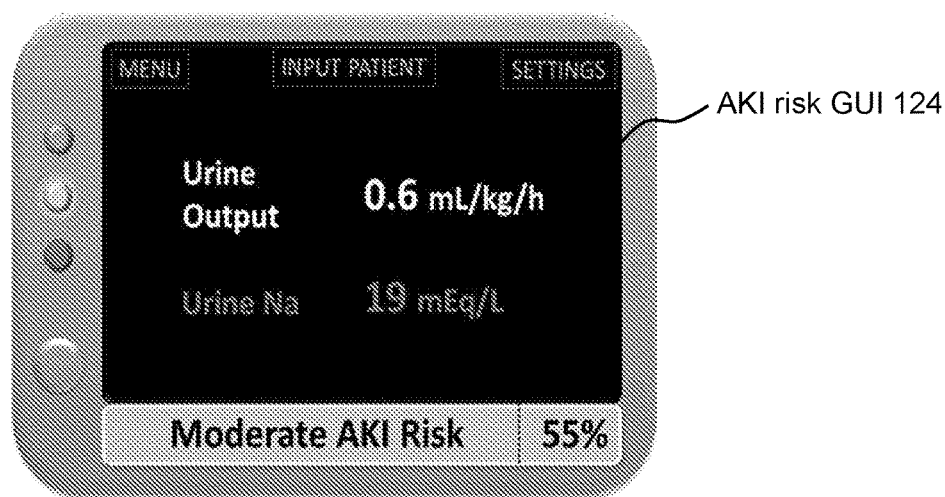 MENU INPUT PATIENT SETTINGS
AKI risk GUI 124
Urine
Output 0.6 mL/kg/h
Urine Na 19 mEq/L
Moderate AKI Risk 55%